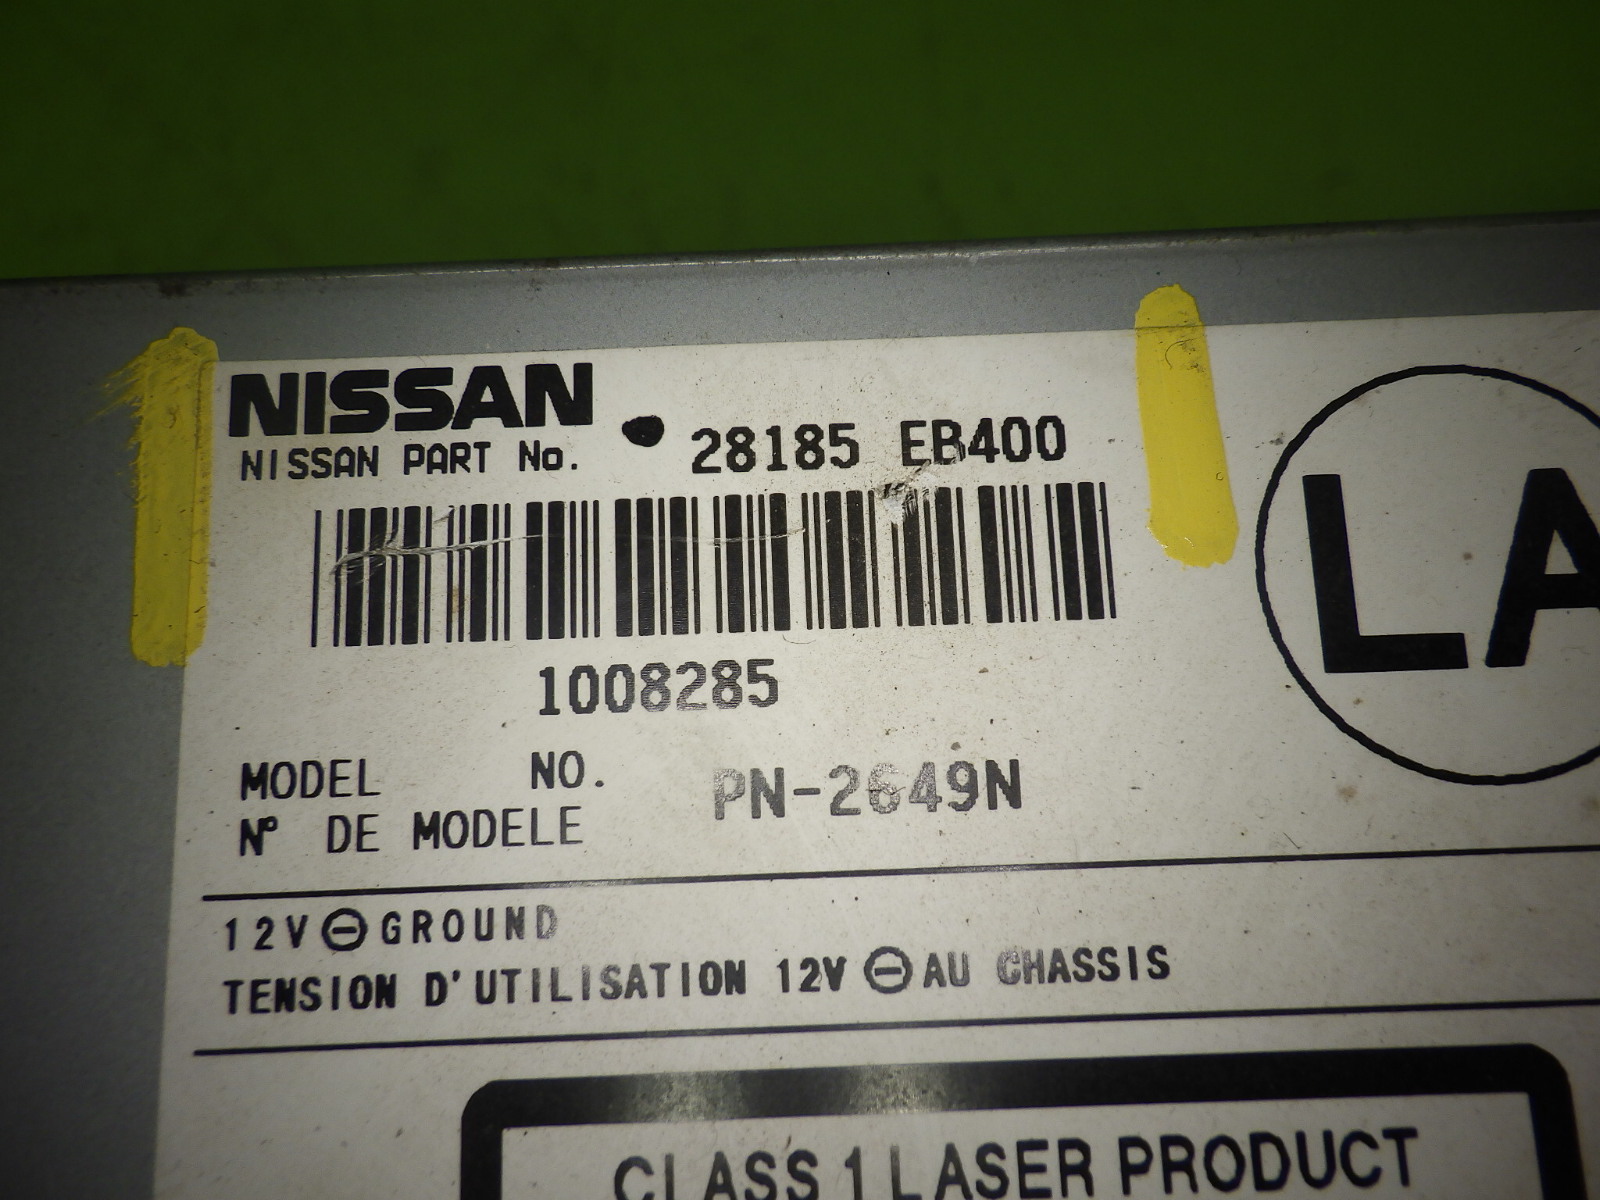 NISSAN
NISSAN PART No. 28185 EB400
1008285
MODEL NO. PN-2649N
Nº DE MODELE
12V ⊖ GROUND
TENSION D'UTILISATION 12V ⊖ AU CHASSIS
LA
CLASS 1 LASER PRODUCT